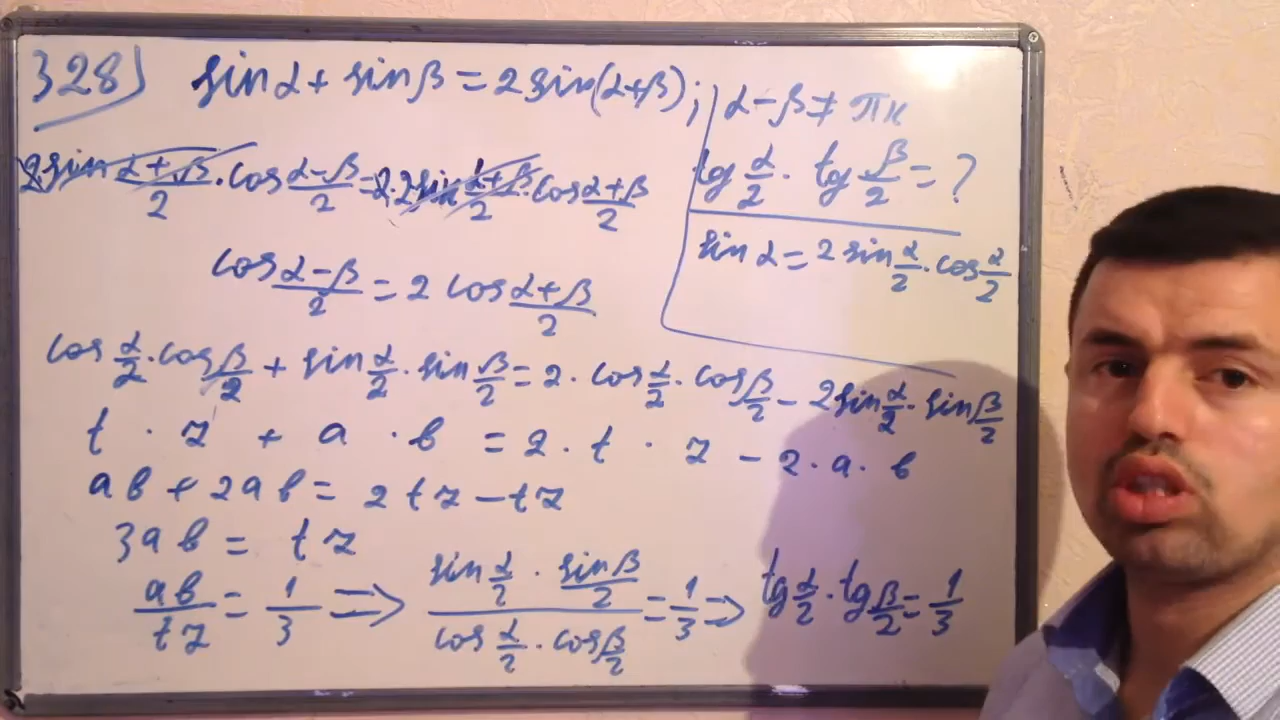 328) sin α + sin β = 2 sin(α+β);
α - β ≠ πк
tg α/2 · tg β/2 = ?
sin α = 2 sin α/2 · cos α/2
2 sin (α+β)/2 · cos (α-β)/2 = 2·2 sin (α+β)/2 · cos (α+β)/2
cos (α-β)/2 = 2 cos (α+β)/2
cos α/2 · cos β/2 + sin α/2 · sin β/2 = 2 · cos α/2 · cos β/2 - 2 sin α/2 · sin β/2
t · z + a · b = 2 · t · z - 2 · a · b
ab + 2ab = 2tz - tz
3ab = tz
ab/tz = 1/3 ⇒ (sin α/2 · sin β/2)/(cos α/2 · cos β/2) = 1/3 ⇒ tg α/2 · tg β/2 = 1/3